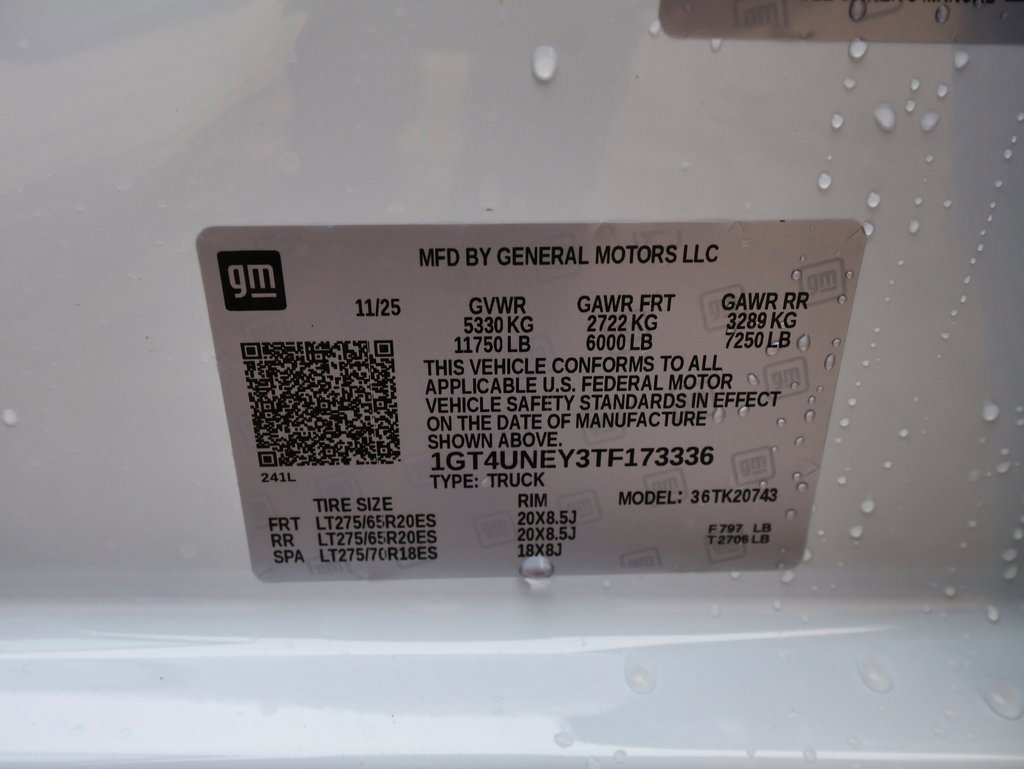 gm
MFD BY GENERAL MOTORS LLC
11/25
GVWR GAWR FRT GAWR RR
5330 KG 2722 KG 3289 KG
11750 LB 6000 LB 7250 LB
THIS VEHICLE CONFORMS TO ALL
APPLICABLE U.S. FEDERAL MOTOR
VEHICLE SAFETY STANDARDS IN EFFECT
ON THE DATE OF MANUFACTURE
SHOWN ABOVE.
1GT4UNEY3TF173336
241L
TYPE: TRUCK
TIRE SIZE RIM MODEL: 36TK20743
FRT LT275/65R20ES 20X8.5J
RR LT275/65R20ES 20X8.5J
SPA LT275/70R18ES 18X8J
F 797 LB
T 2706 LB